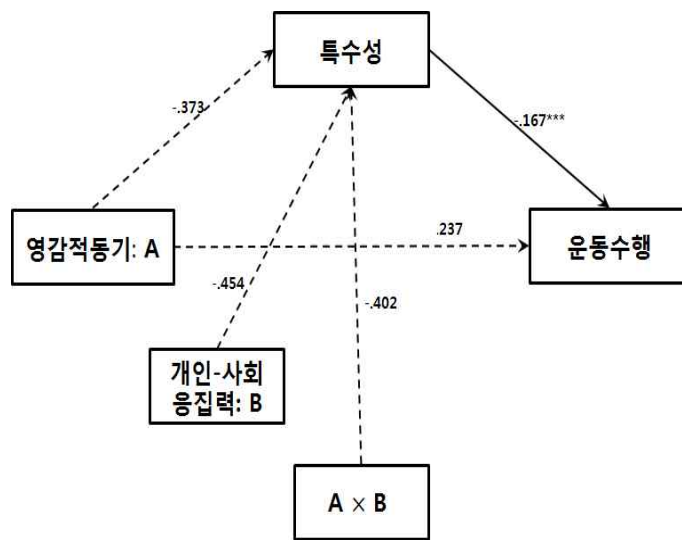 특수성
-.373
-.167***
영감적동기: A
.237
운동수행
-.454
-.402
개인-사회
응집력: B
A × B